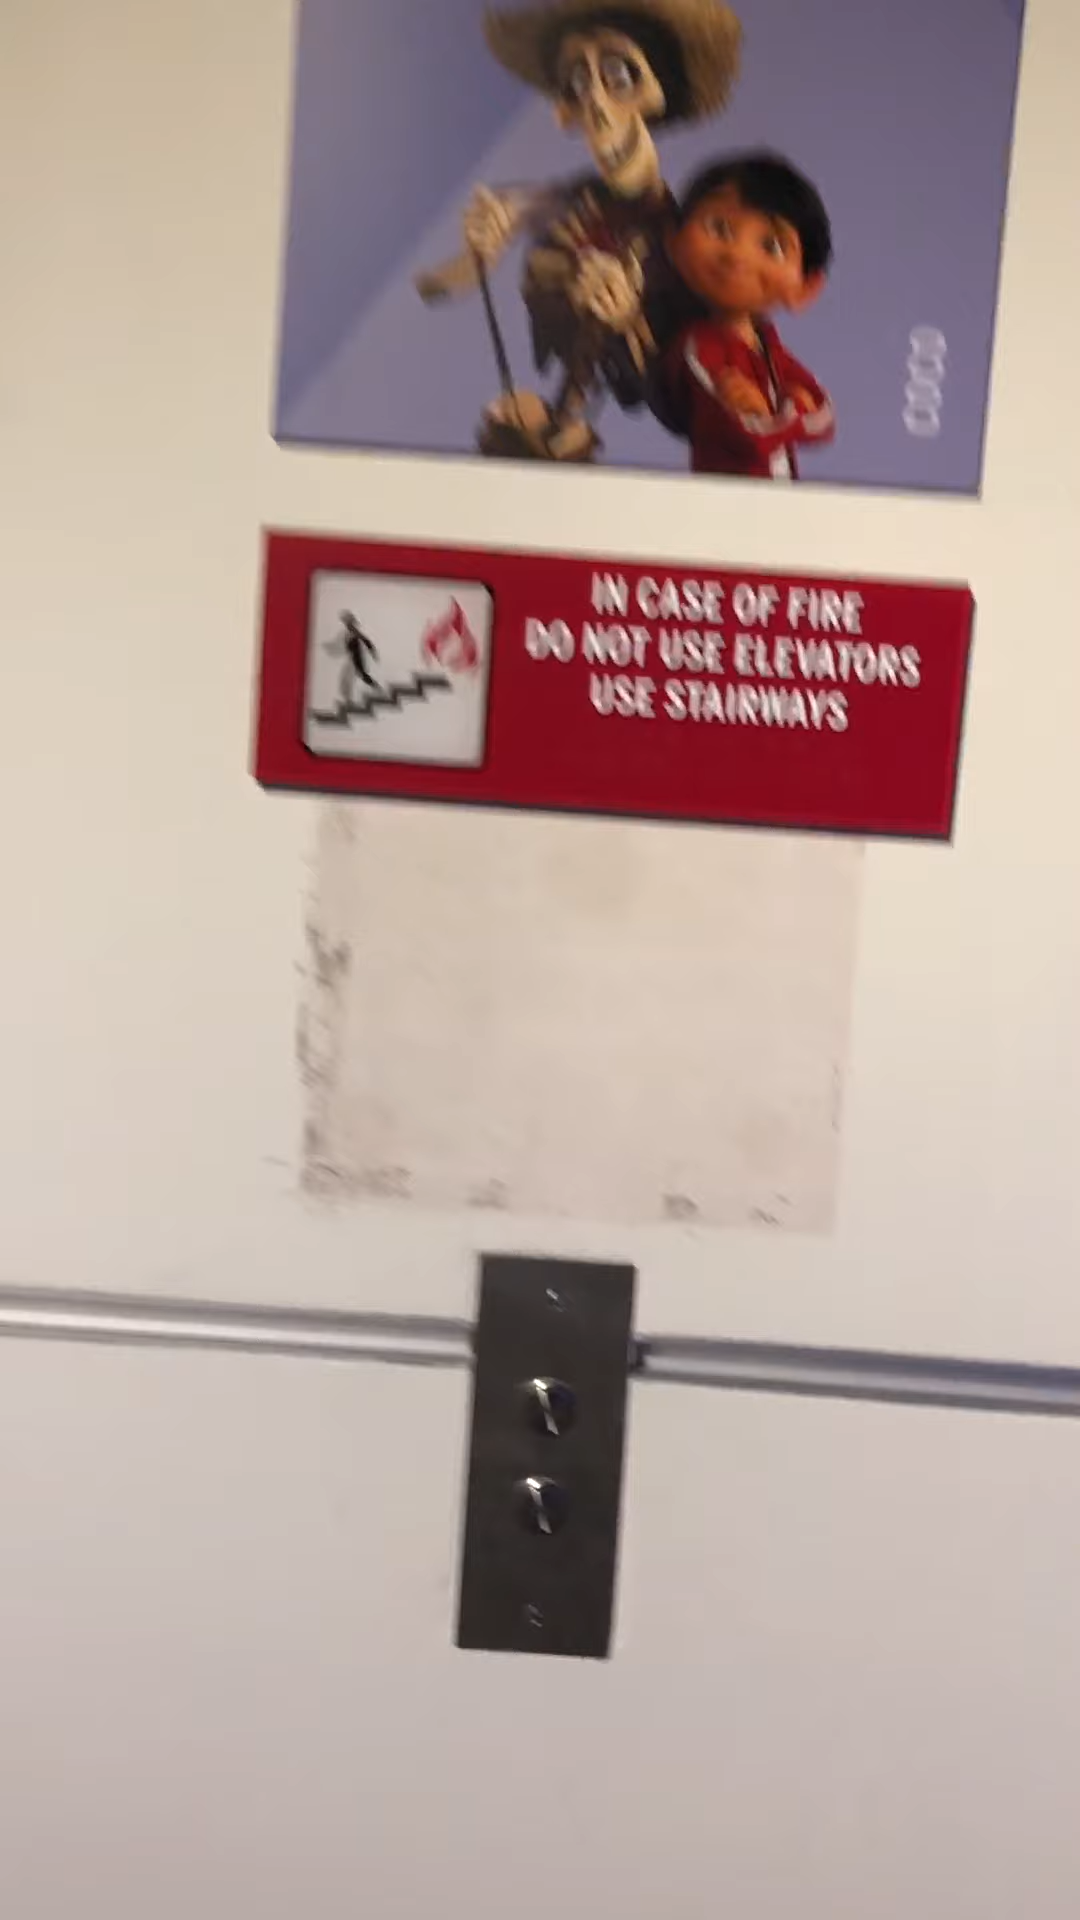 IN CASE OF FIRE
DO NOT USE ELEVATORS
USE STAIRWAYS